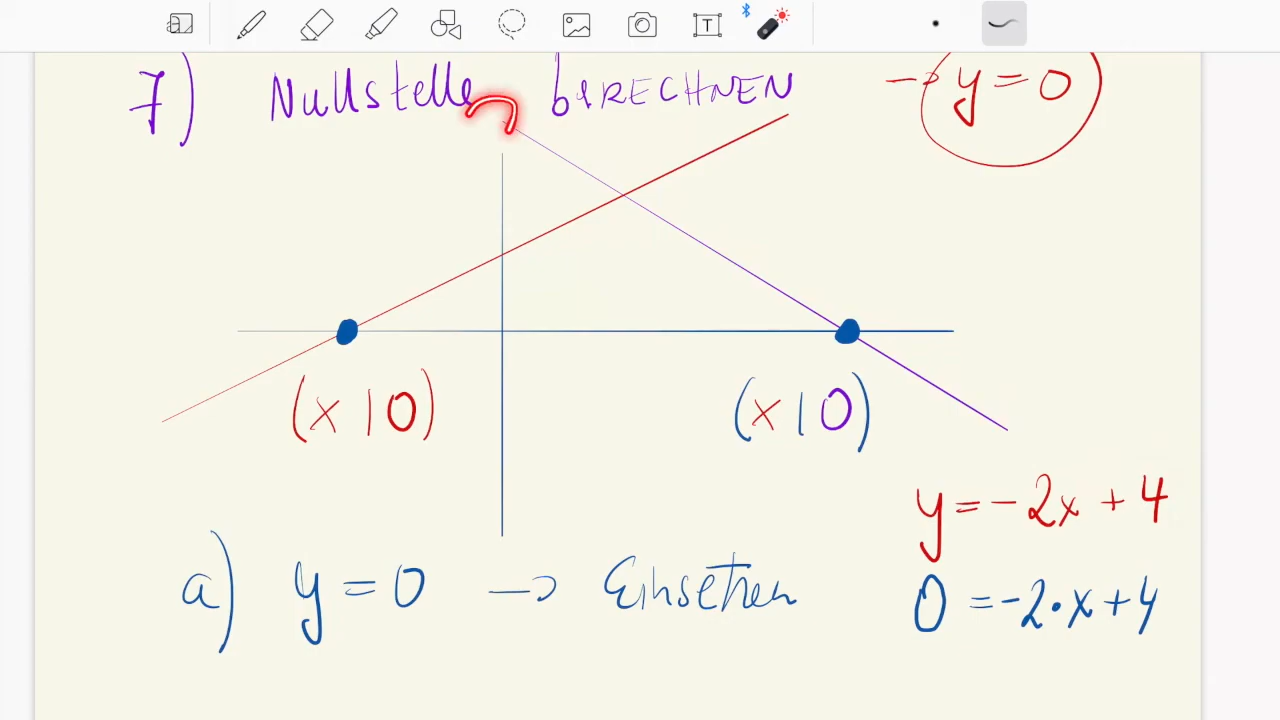 7) Nullstelle bERECHNEN → y = 0
(x | 0) (x | 0)
y = -2x + 4
a) y = 0 → Einsetzen 0 = -2·x + 4